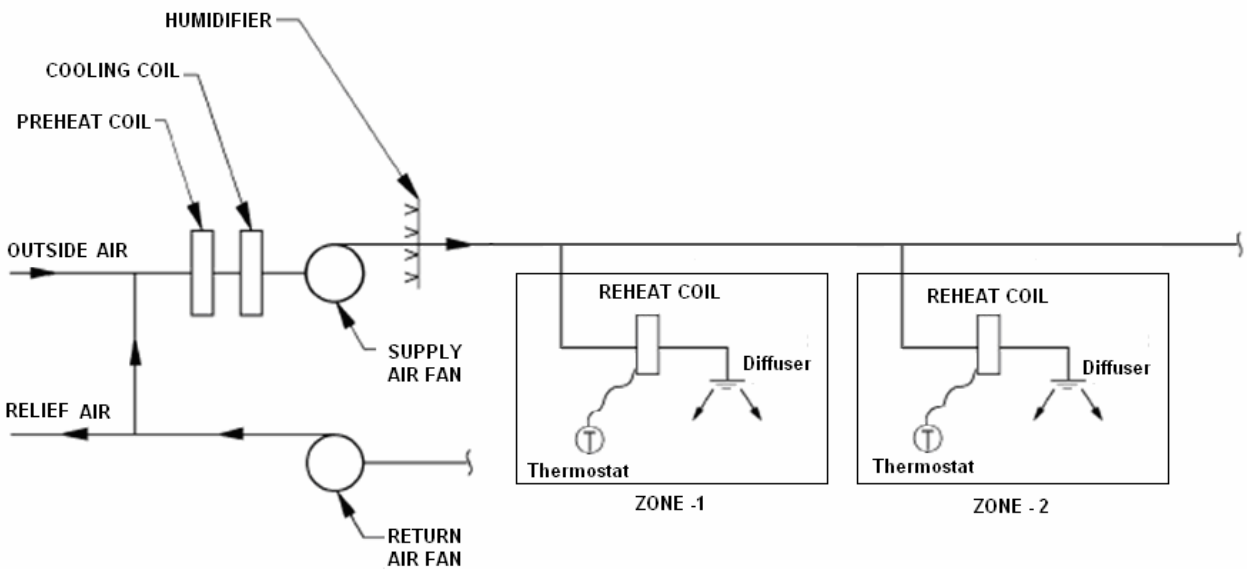 HUMIDIFIER
COOLING COIL
PREHEAT COIL
OUTSIDE AIR
REHEAT COIL
REHEAT COIL
SUPPLY
AIR FAN
Diffuser
Diffuser
RELIEF AIR
T
T
Thermostat
Thermostat
ZONE -1
ZONE - 2
RETURN
AIR FAN